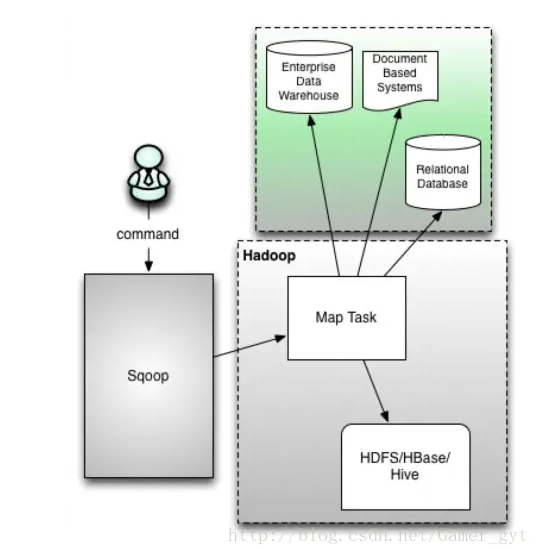 Enterprise
Data
Warehouse
Document
Based
Systems
Relational
Database
command
Hadoop
Map Task
Sqoop
HDFS/HBase/
Hive
http://blog.csdn.net/Gamer_gyt